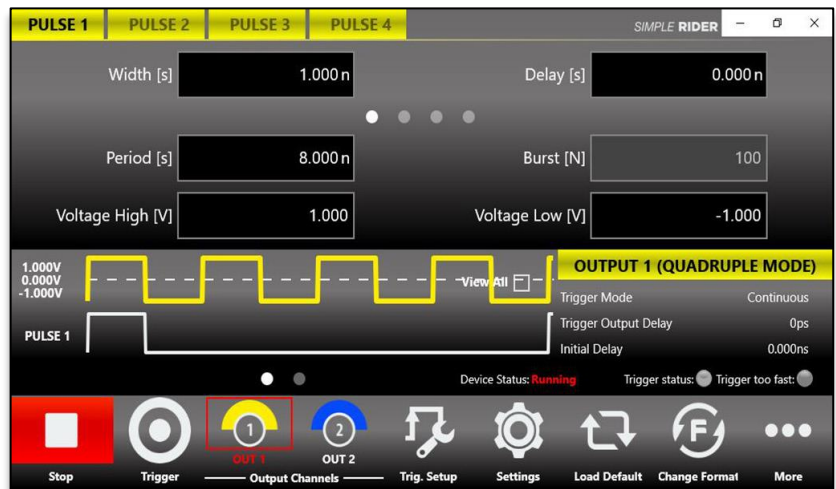 PULSE 1 PULSE 2 PULSE 3 PULSE 4 SIMPLE RIDER
Width [s] 1.000 n Delay [s] 0.000 n
Period [s] 8.000 n Burst [N] 100
Voltage High [V] 1.000 Voltage Low [V] -1.000
1.000V
0.000V
-1.000V
View All
PULSE 1
OUTPUT 1 (QUADRUPLE MODE)
Trigger Mode Continuous
Trigger Output Delay 0ps
Initial Delay 0.000ns
Device Status: Running Trigger status: Trigger too fast:
1 2 F
OUT 1 OUT 2
Stop Trigger Output Channels Trig. Setup Settings Load Default Change Format More